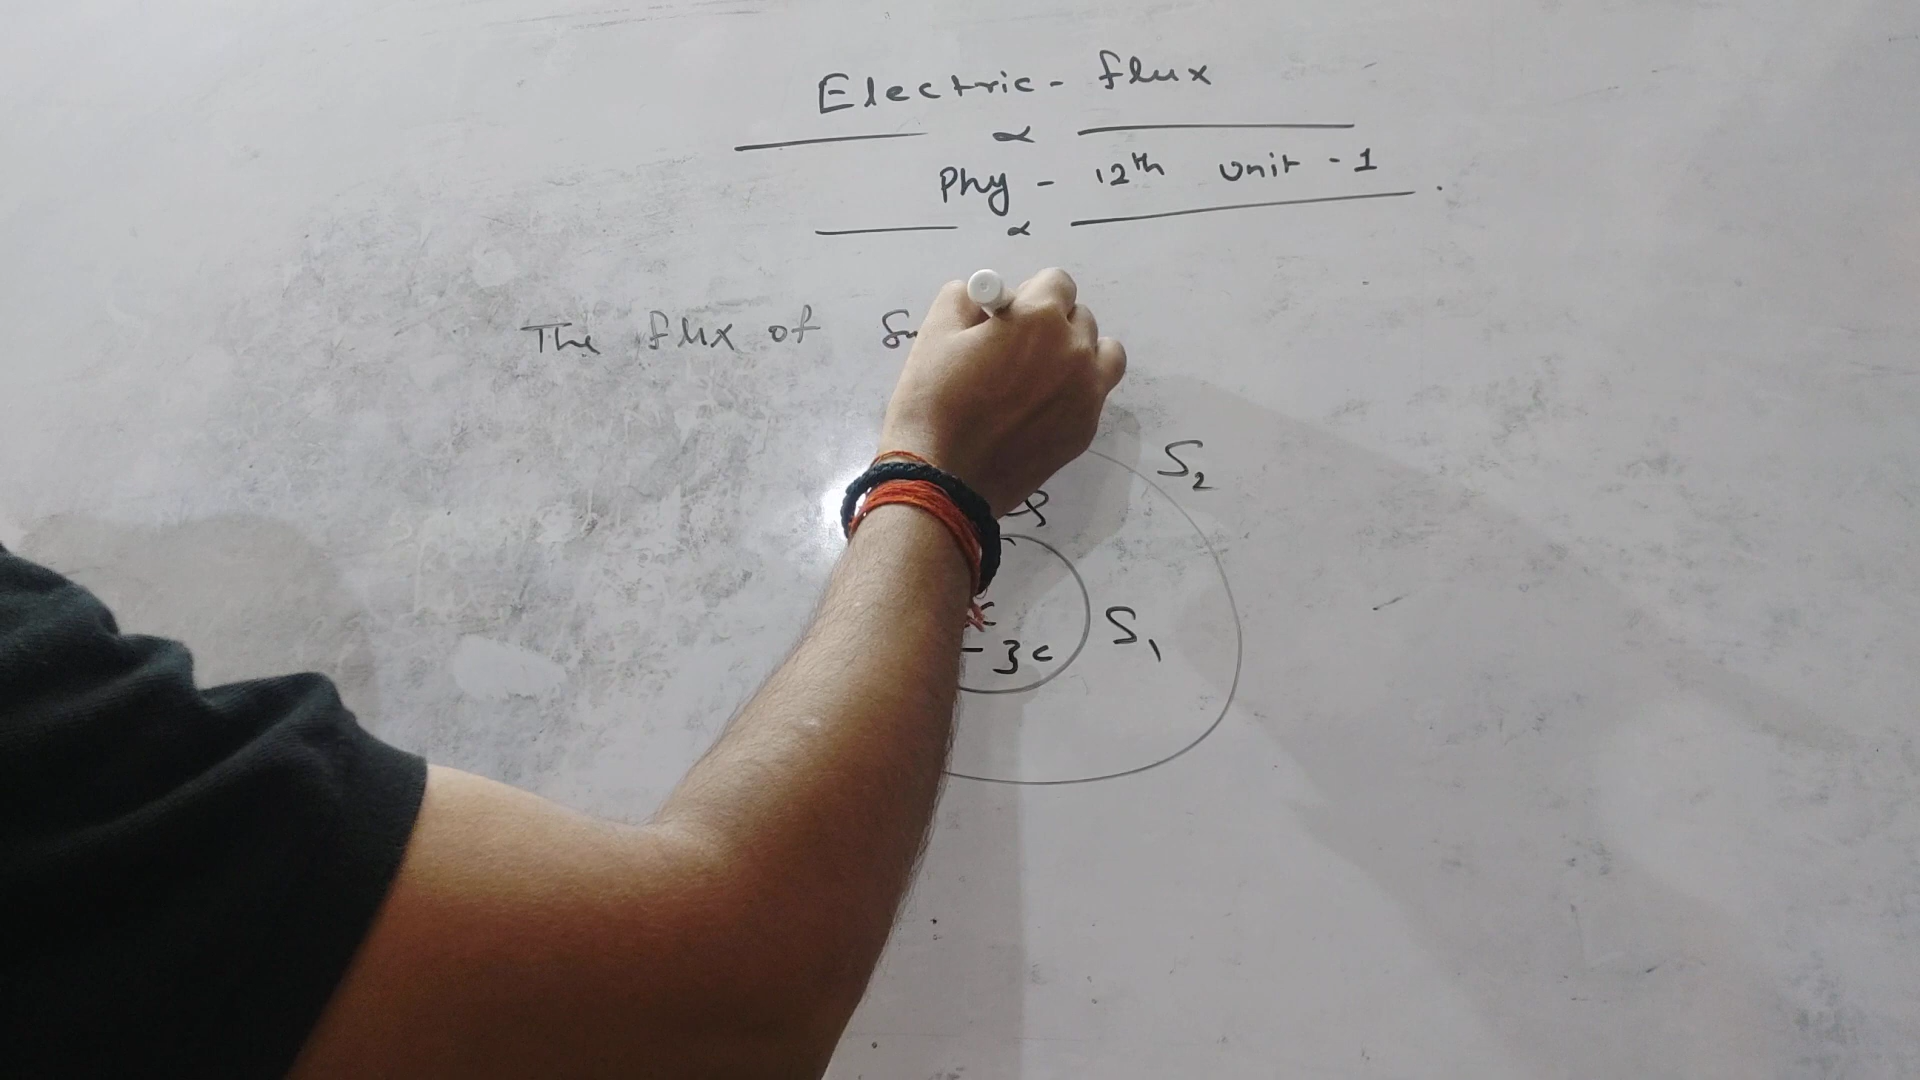 Electric - flux
Phy - 12th Unit - 1
The flux of
S2
S1
-3c